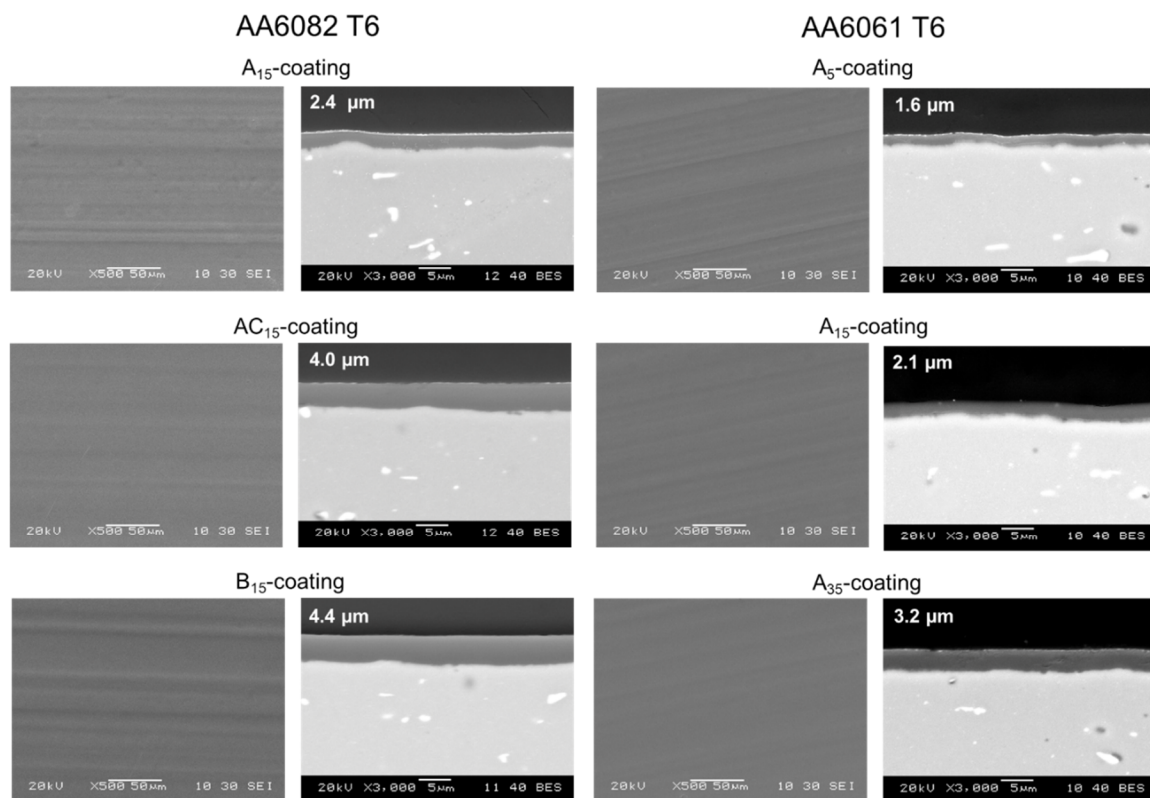 AA6082 T6
AA6061 T6
A₁₅-coating
A₅-coating
2.4 μm
1.6 μm
20kV X500 50μm 10 30 SEI
20kV X3,000 5μm 12 40 BES
20kV X500 50μm 10 30 SEI
20kV X3,000 5μm 10 40 BES
AC₁₅-coating
A₁₅-coating
4.0 μm
2.1 μm
20kV X500 50μm 10 30 SEI
20kV X3,000 5μm 12 40 BES
20kV X500 50μm 10 30 SEI
20kV X3,000 5μm 10 40 BES
B₁₅-coating
A₃₅-coating
4.4 μm
3.2 μm
20kV X500 50μm 10 30 SEI
20kV X3,000 5μm 11 40 BES
20kV X500 50μm 10 30 SEI
20kV X3,000 5μm 10 40 BES